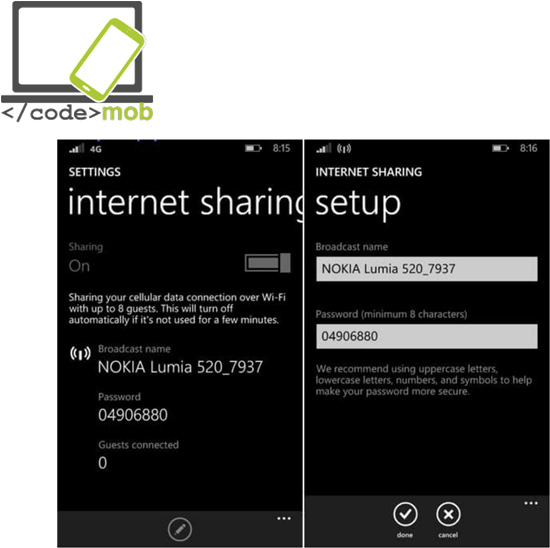 </code>mob
4G
8:15
SETTINGS
internet sharing
Sharing
On
Sharing your cellular data connection over Wi-Fi
with up to 8 guests. This will turn off
automatically if it's not used for a few minutes.
Broadcast name
NOKIA Lumia 520_7937
Password
04906880
Guests connected
0
8:16
INTERNET SHARING
setup
Broadcast name
NOKIA Lumia 520_7937
Password (minimum 8 characters)
04906880
We recommend using uppercase letters,
lowercase letters, numbers, and symbols to help
make your password more secure.
done
cancel